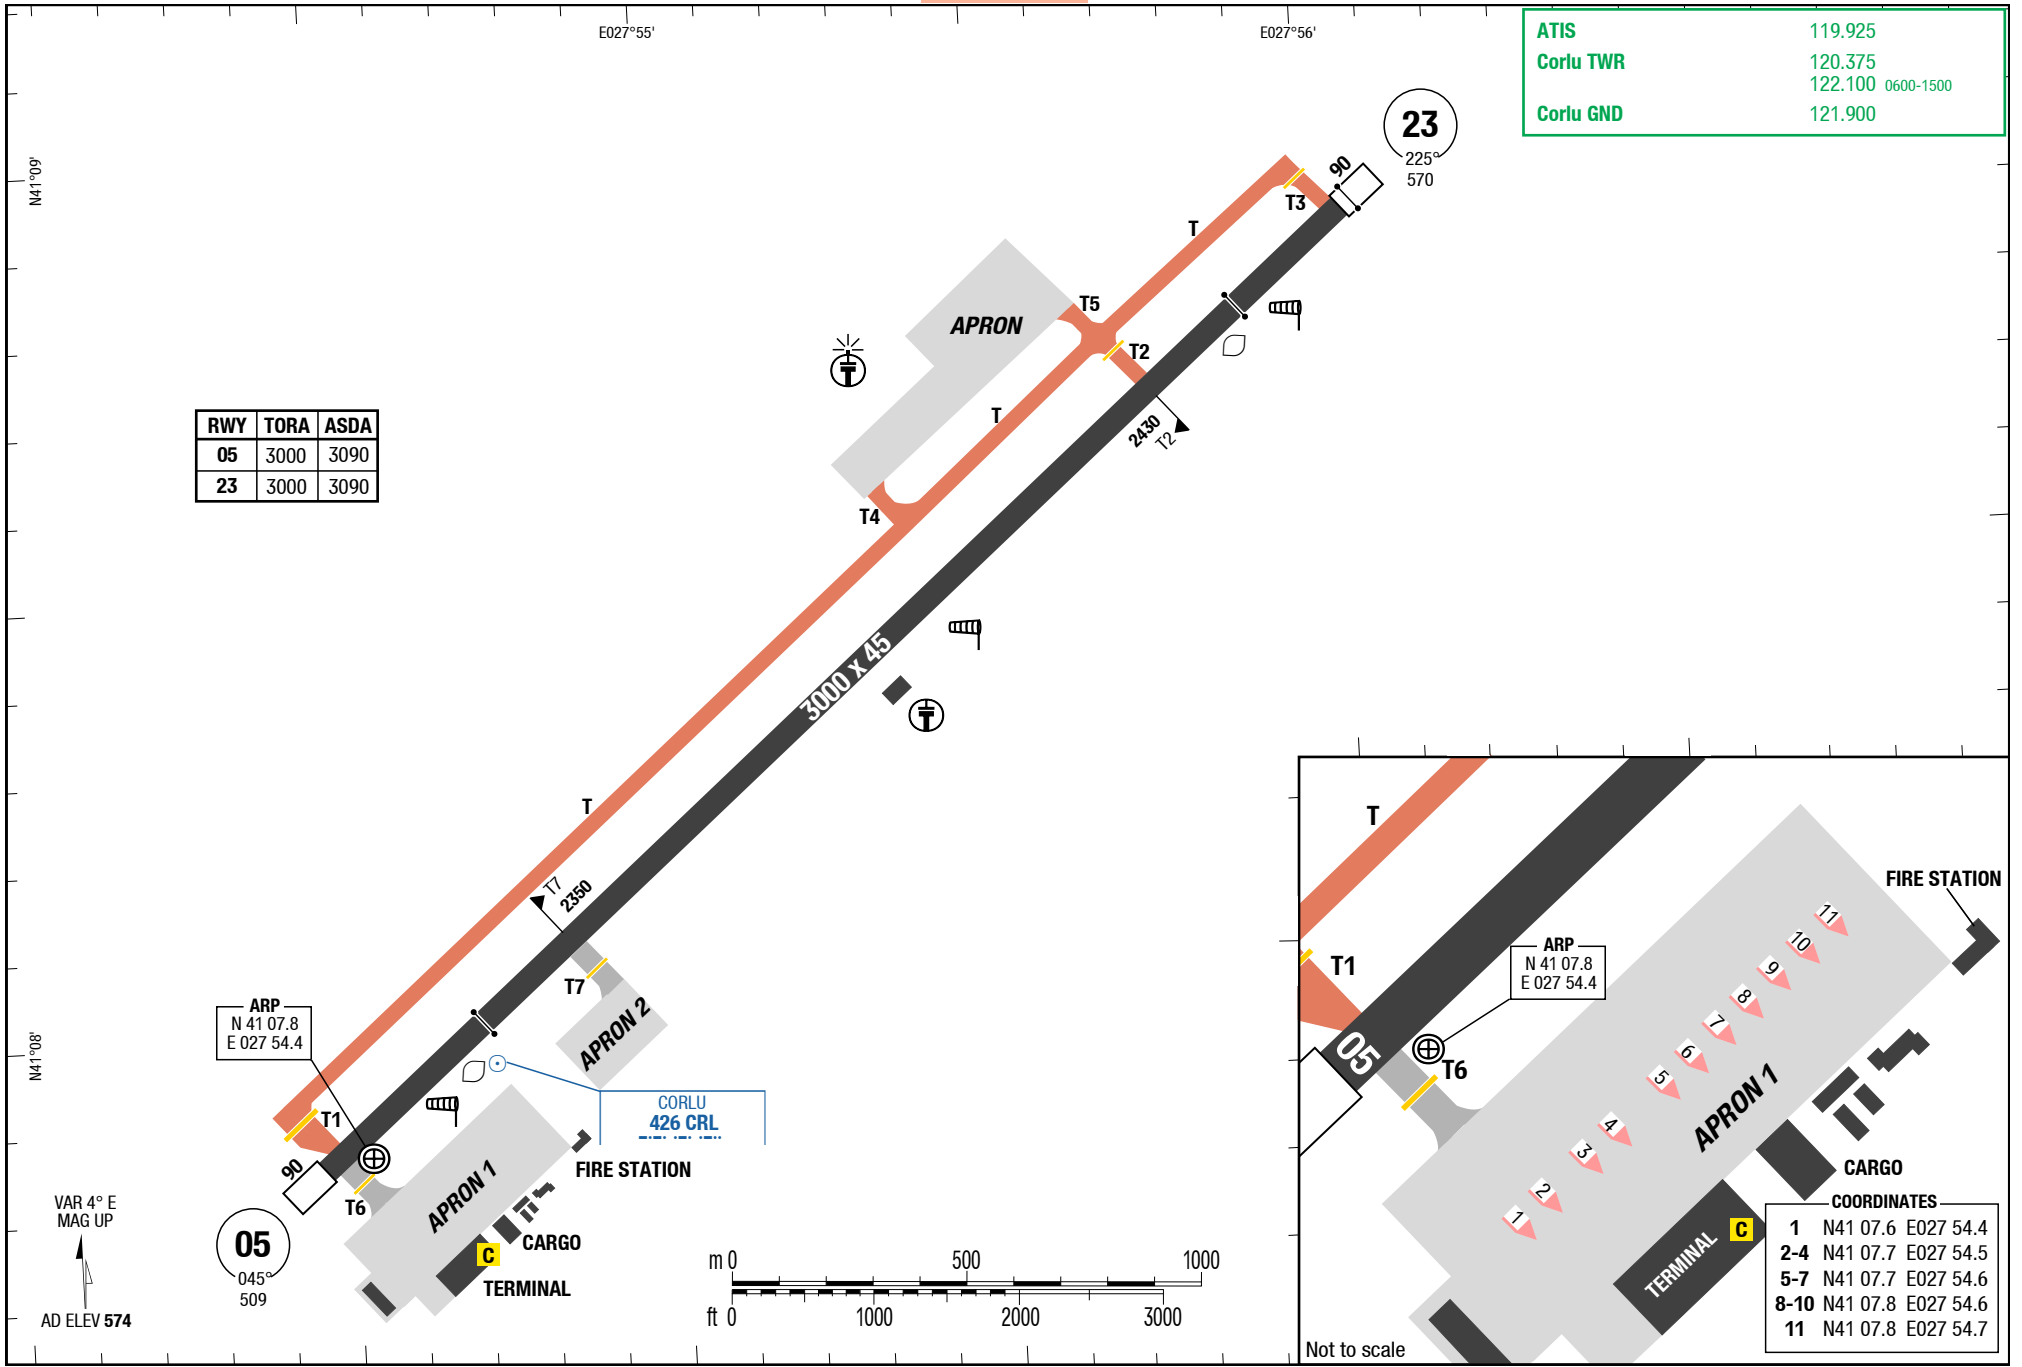 E027°55'
E027°56'
ATIS 119.925
Corlu TWR 120.375
122.100 0600-1500
Corlu GND 121.900
23
225°
570
90
N41°09'
T3
T
T5
APRON
T2
T
2430
T2
RWY TORA ASDA
05 3000 3090
23 3000 3090
T4
3000 x 45
T
T7
2350
T7
APRON 2
ARP
N 41 07.8
E 027 54.4
N41°08'
CORLU
426 CRL
T1
90
T6
APRON 1
FIRE STATION
CARGO
C
TERMINAL
05
045°
509
VAR 4° E
MAG UP
AD ELEV 574
m 0 500 1000
ft 0 1000 2000 3000
T
FIRE STATION
ARP
N 41 07.8
E 027 54.4
T1
05
T6
11
10
9
8
7
6
5
4
3
2
1
APRON 1
CARGO
TERMINAL
C
COORDINATES
1 N41 07.6 E027 54.4
2-4 N41 07.7 E027 54.5
5-7 N41 07.7 E027 54.6
8-10 N41 07.8 E027 54.6
11 N41 07.8 E027 54.7
Not to scale